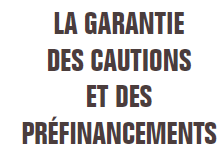 LA GARANTIE
DES CAUTIONS
ET DES
PRÉFINANCEMENTS